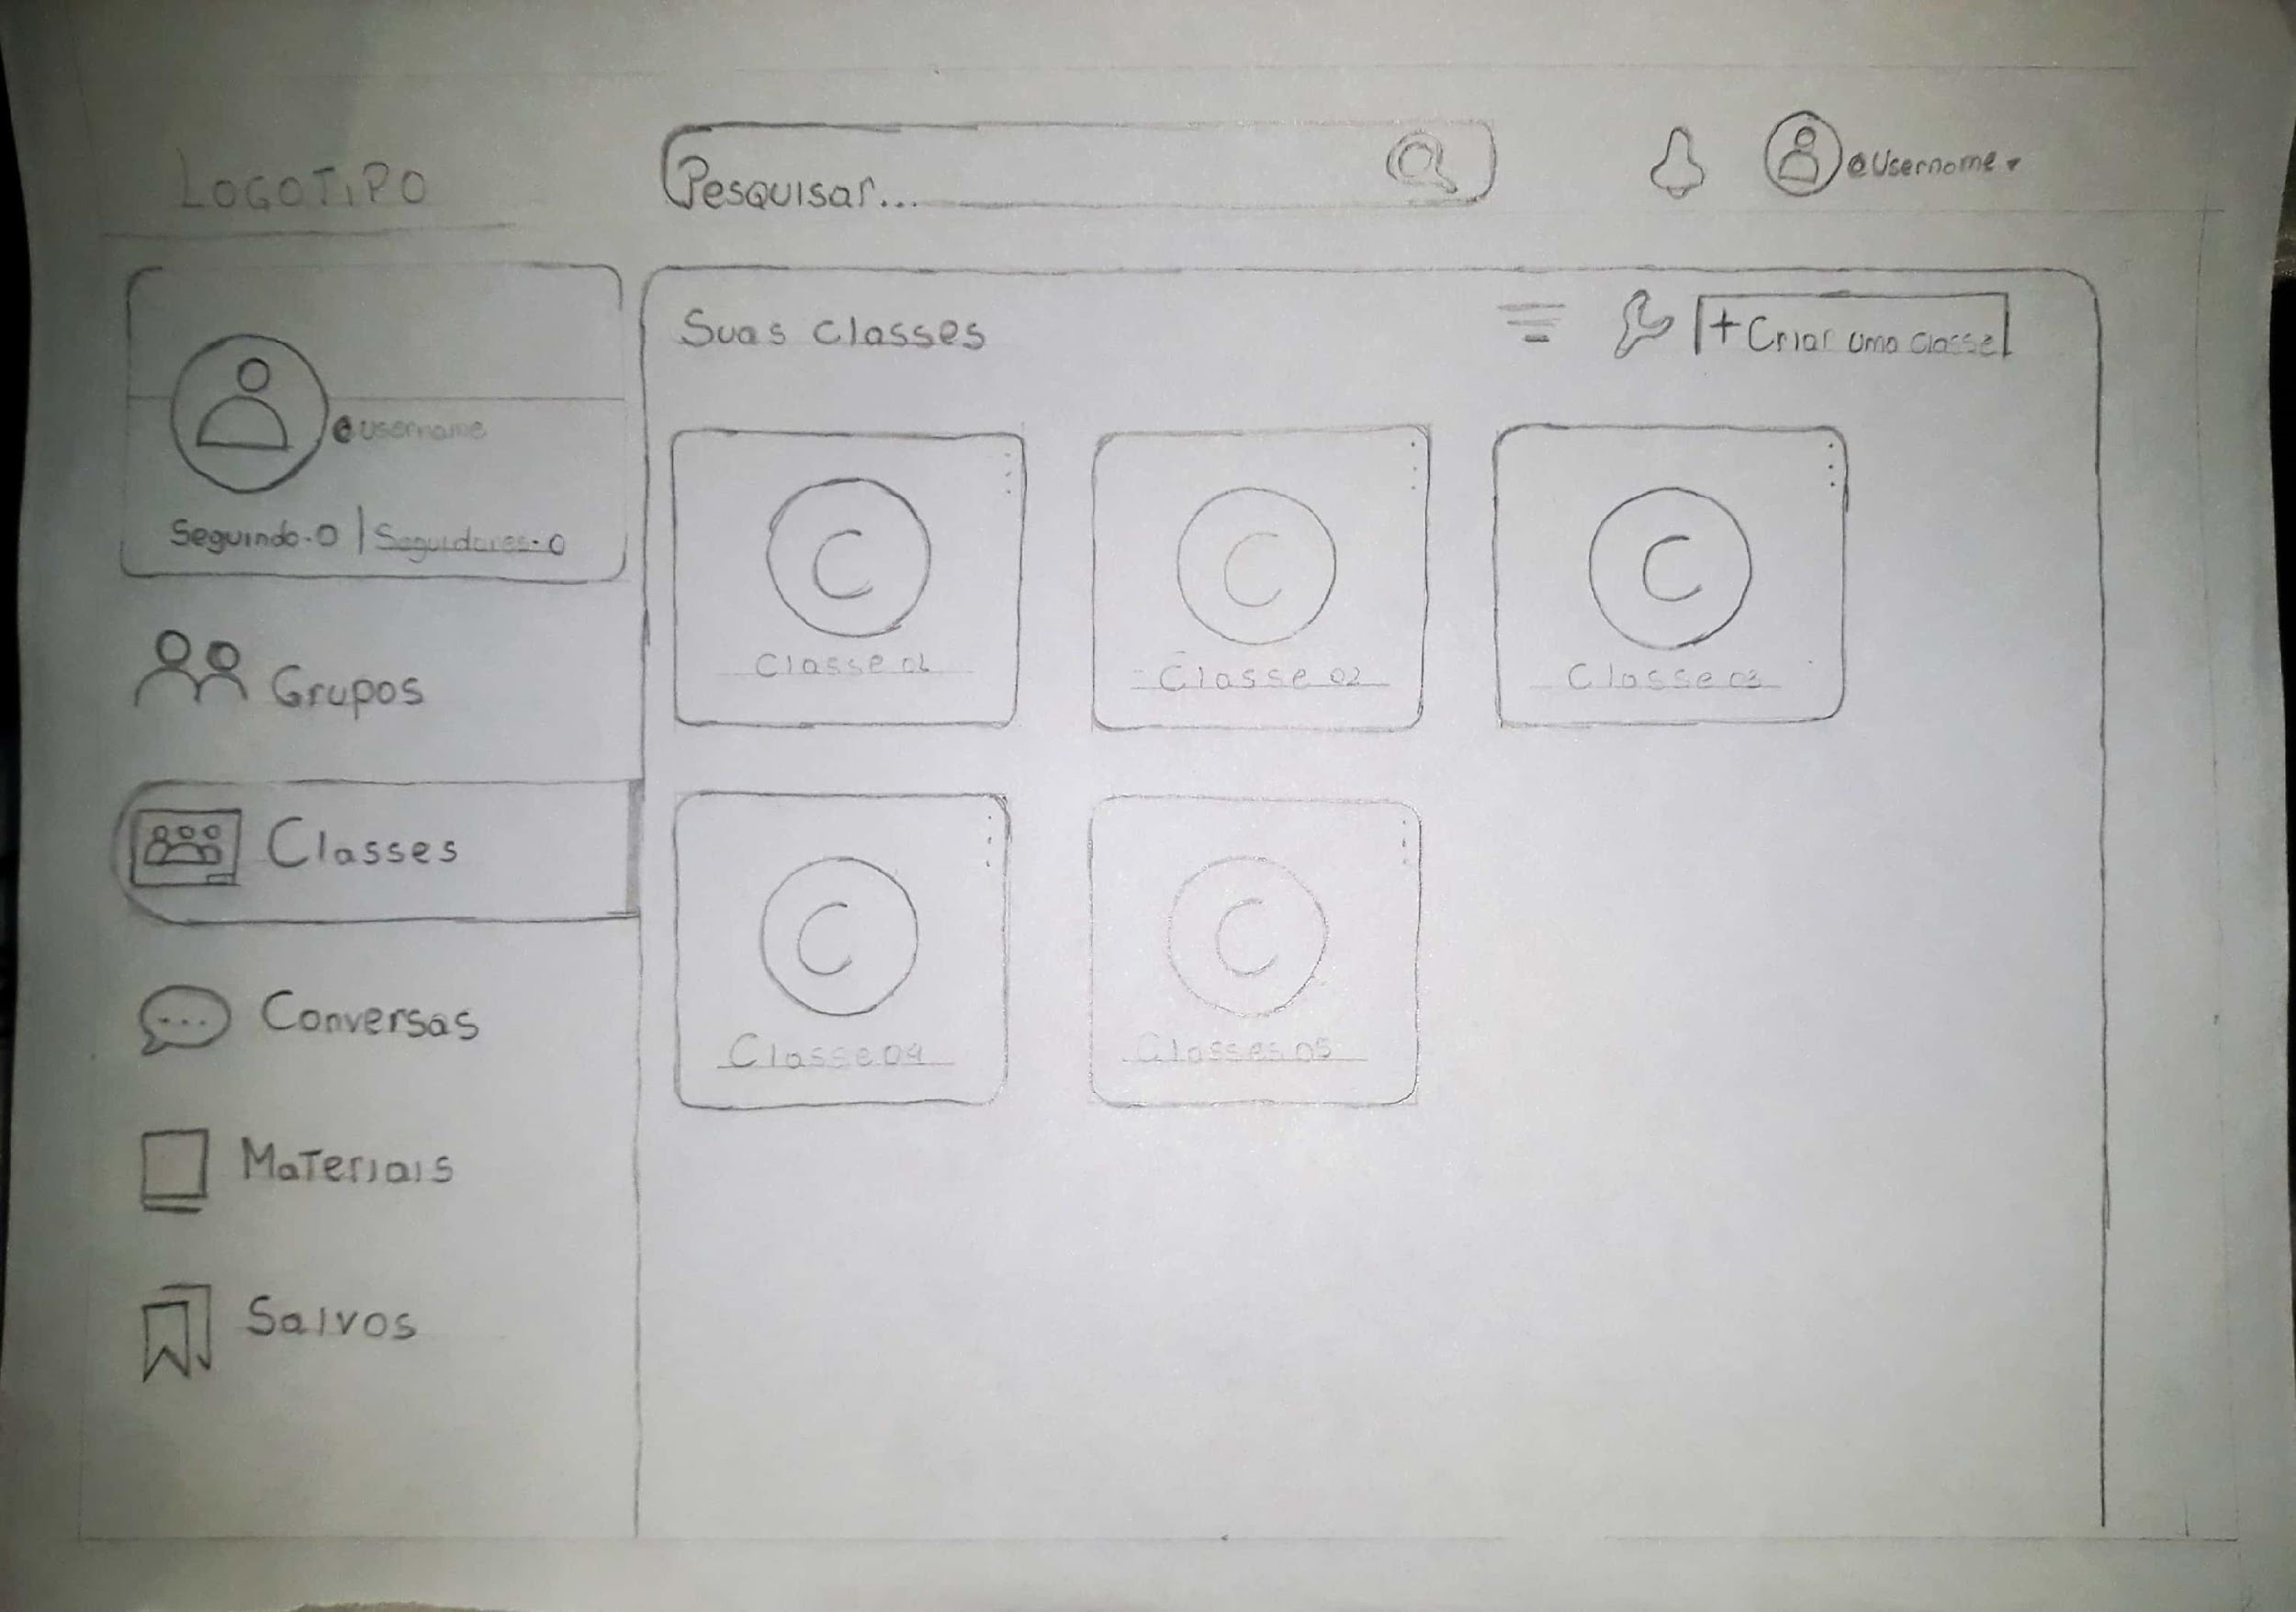 LOGOTIPO
Pesquisar...
@Username
Suas classes
+ Criar uma classe
@username
Seguindo · 0 | Seguidores · 0
C
Classe 01
C
Classe 02
C
Classe 03
Grupos
Classes
C
Classe 04
C
Classes 05
Conversas
Materiais
Salvos